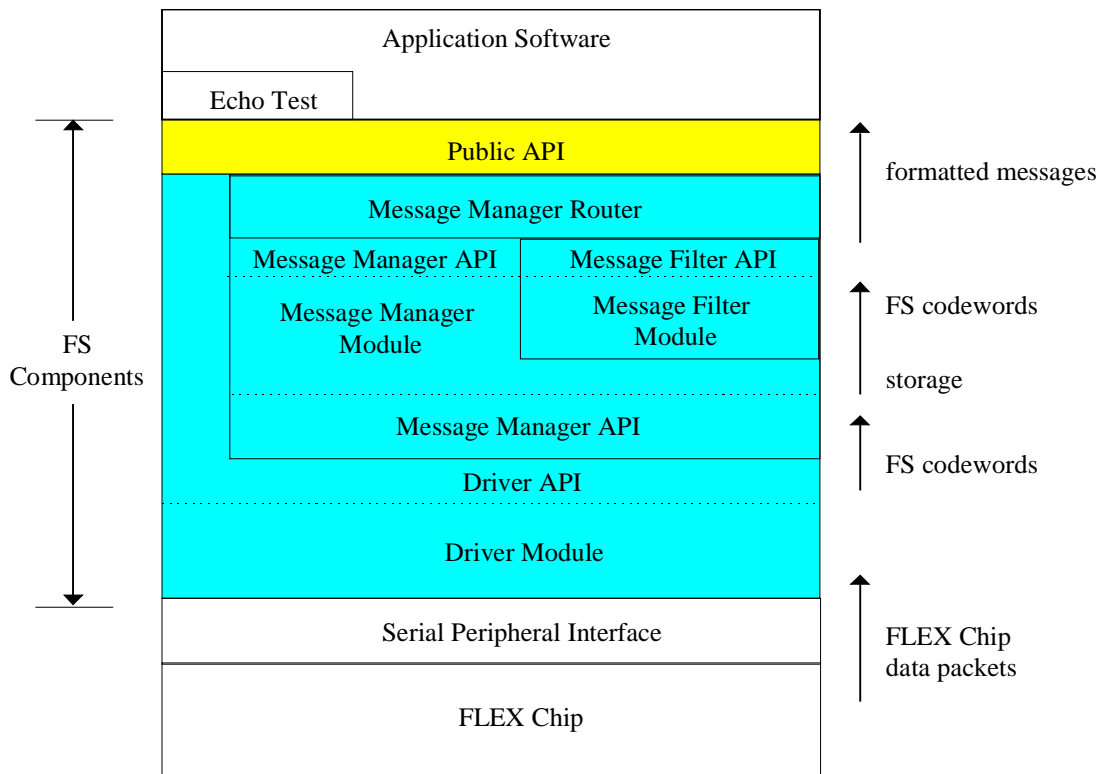 Application Software
Echo Test
Public API
formatted messages
Message Manager Router
Message Manager API
Message Filter API
Message Manager
Module
Message Filter
Module
FS codewords
FS
Components
storage
Message Manager API
FS codewords
Driver API
Driver Module
Serial Peripheral Interface
FLEX Chip
data packets
FLEX Chip